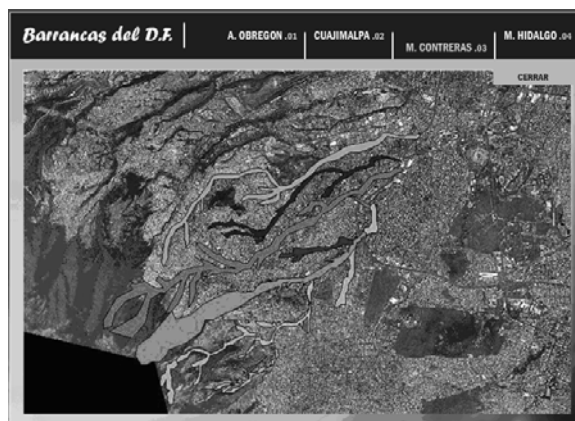 Barrancas del D.F.
A. OBREGON .01
CUAJIMALPA .02
M. CONTRERAS .03
M. HIDALGO .04
CERRAR